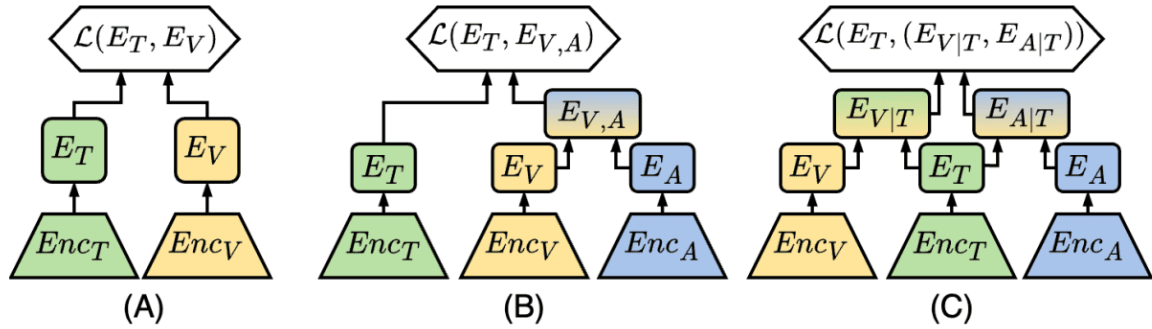 ℒ(E_T, E_V)
E_T
E_V
Enc_T
Enc_V
(A)
ℒ(E_T, E_{V,A})
E_{V,A}
E_T
E_V
E_A
Enc_T
Enc_V
Enc_A
(B)
ℒ(E_T, (E_{V|T}, E_{A|T}))
E_{V|T}
E_{A|T}
E_V
E_T
E_A
Enc_V
Enc_T
Enc_A
(C)